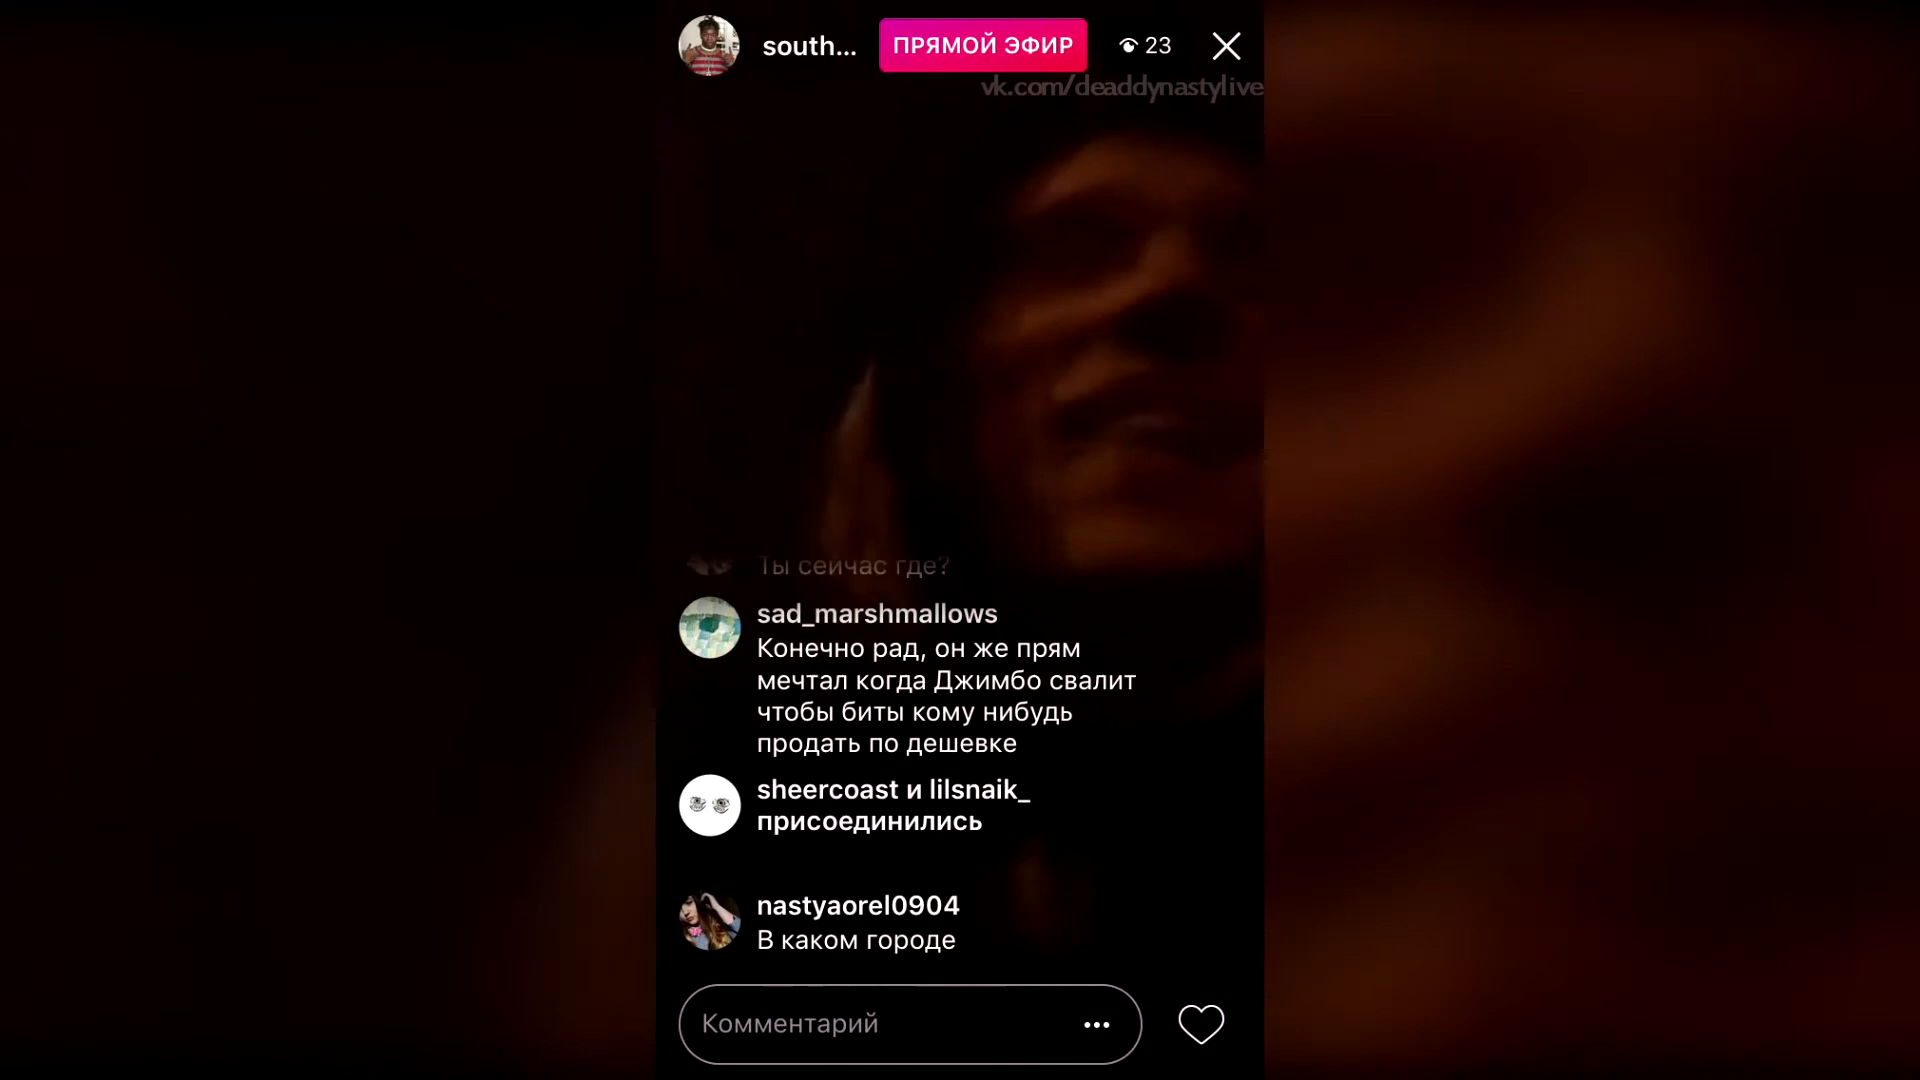 south...
ПРЯМОЙ ЭФИР
23
vk.com/deaddynastylive
Ты сейчас где?
sad_marshmallows
Конечно рад, он же прям
мечтал когда Джимбо свалит
чтобы биты кому нибудь
продать по дешевке
sheercoast и lilsnaik_
присоединились
nastyaorel0904
В каком городе
Комментарий